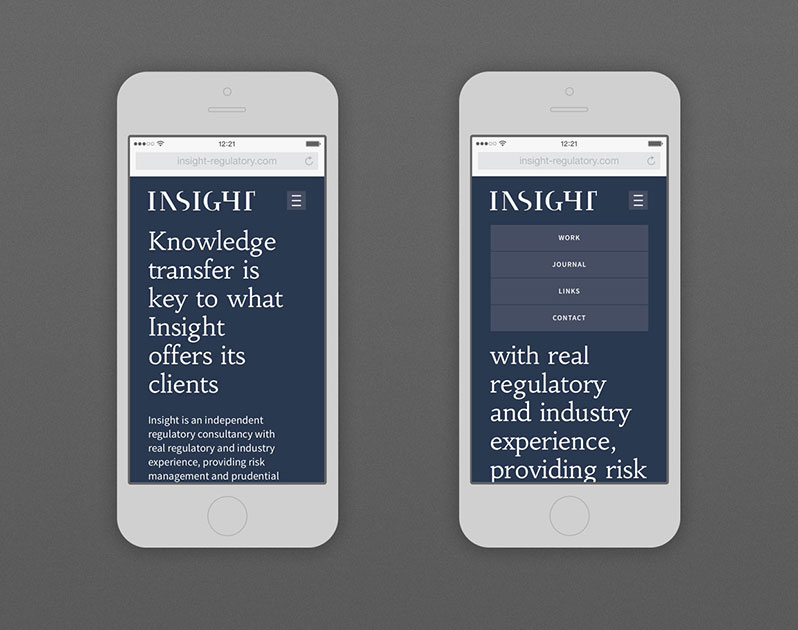 12:21
insight-regulatory.com
INSIGHT
Knowledge
transfer is
key to what
Insight
offers its
clients
Insight is an independent
regulatory consultancy with
real regulatory and industry
experience, providing risk
management and prudential
12:21
insight-regulatory.com
INSIGHT
WORK
JOURNAL
LINKS
CONTACT
with real
regulatory
and industry
experience,
providing risk